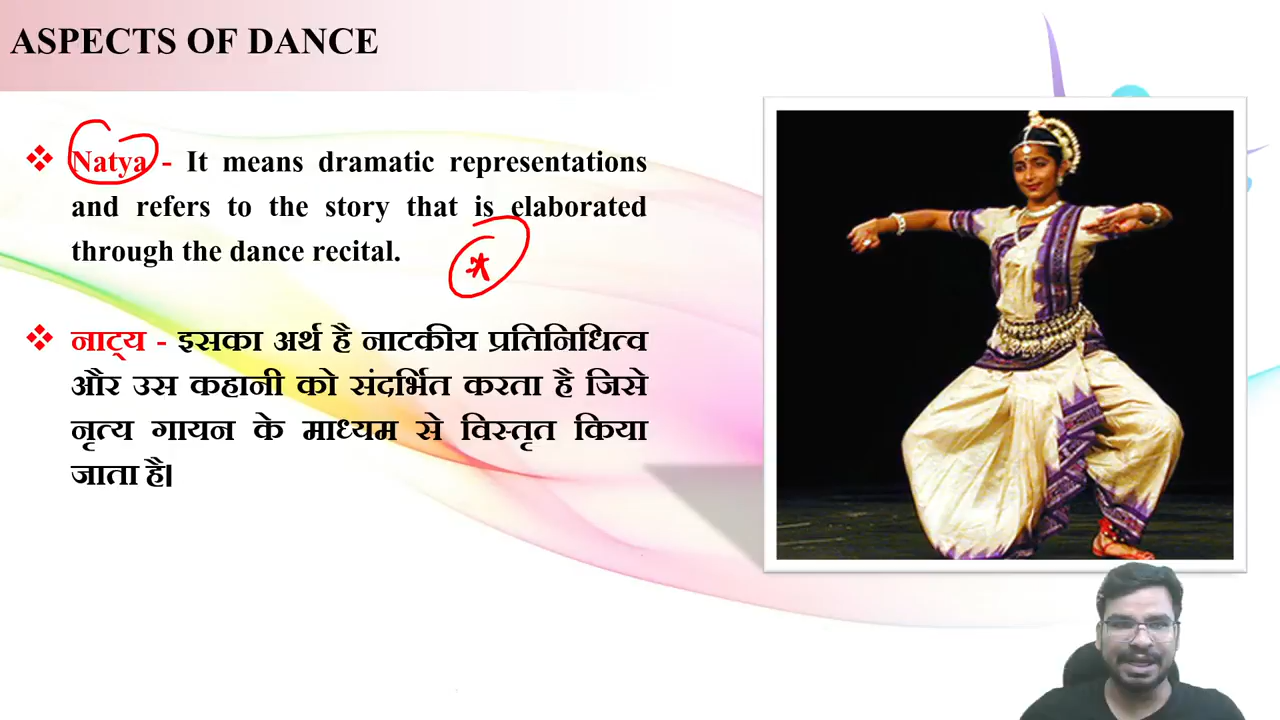 ASPECTS OF DANCE
❖ Natya - It means dramatic representations
and refers to the story that is elaborated
through the dance recital.
❖ नाट्य - इसका अर्थ है नाटकीय प्रतिनिधित्व
और उस कहानी को संदर्भित करता है जिसे
नृत्य गायन के माध्यम से विस्तृत किया
जाता है।